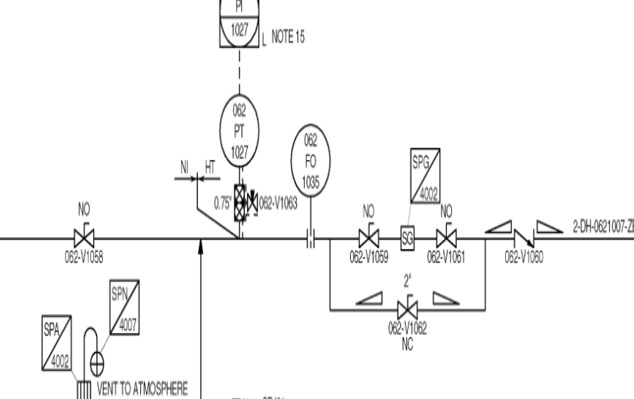 PI
1027
L NOTE 15
062
PT
1027
062
FO
1035
NI HT
0.75"
062-V1063
SPG
4002
NO
NO
NO
SG
2-DH-0621007-
062-V1058
062-V1059
062-V1061
062-V1060
2"
062-V1062
NC
SPN
4007
SPA
4002
VENT TO ATMOSPHERE